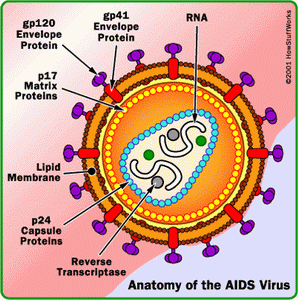 gp120
Envelope
Protein
gp41
Envelope
Protein
RNA
p17
Matrix
Proteins
Lipid
Membrane
p24
Capsule
Proteins
Reverse
Transcriptase
Anatomy of the AIDS Virus
©2001 HowStuffWorks